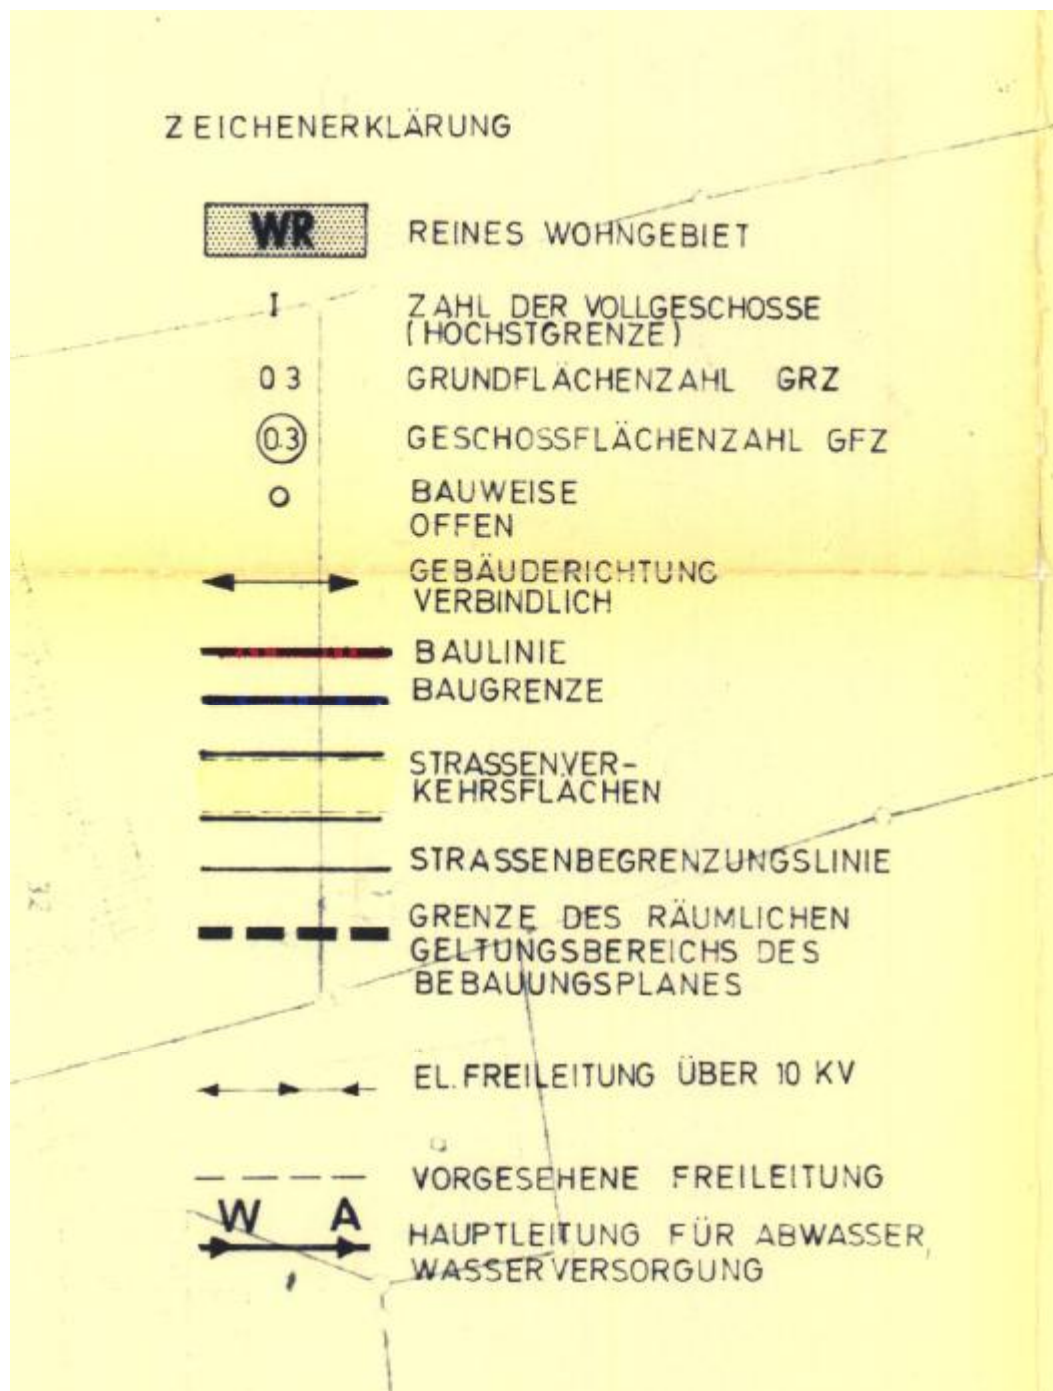 ZEICHENERKLÄRUNG
WR REINES WOHNGEBIET
I ZAHL DER VOLLGESCHOSSE
(HÖCHSTGRENZE)
0 3 GRUNDFLÄCHENZAHL GRZ
0.3 GESCHOSSFLÄCHENZAHL GFZ
o BAUWEISE
OFFEN
GEBÄUDERICHTUNG
VERBINDLICH
BAULINIE
BAUGRENZE
STRASSENVER-
KEHRSFLÄCHEN
STRASSENBEGRENZUNGSLINIE
32
GRENZE DES RÄUMLICHEN
GELTUNGSBEREICHS DES
BEBAUUNGSPLANES
EL. FREILEITUNG ÜBER 10 KV
VORGESEHENE FREILEITUNG
W A
HAUPTLEITUNG FÜR ABWASSER,
WASSERVERSORGUNG